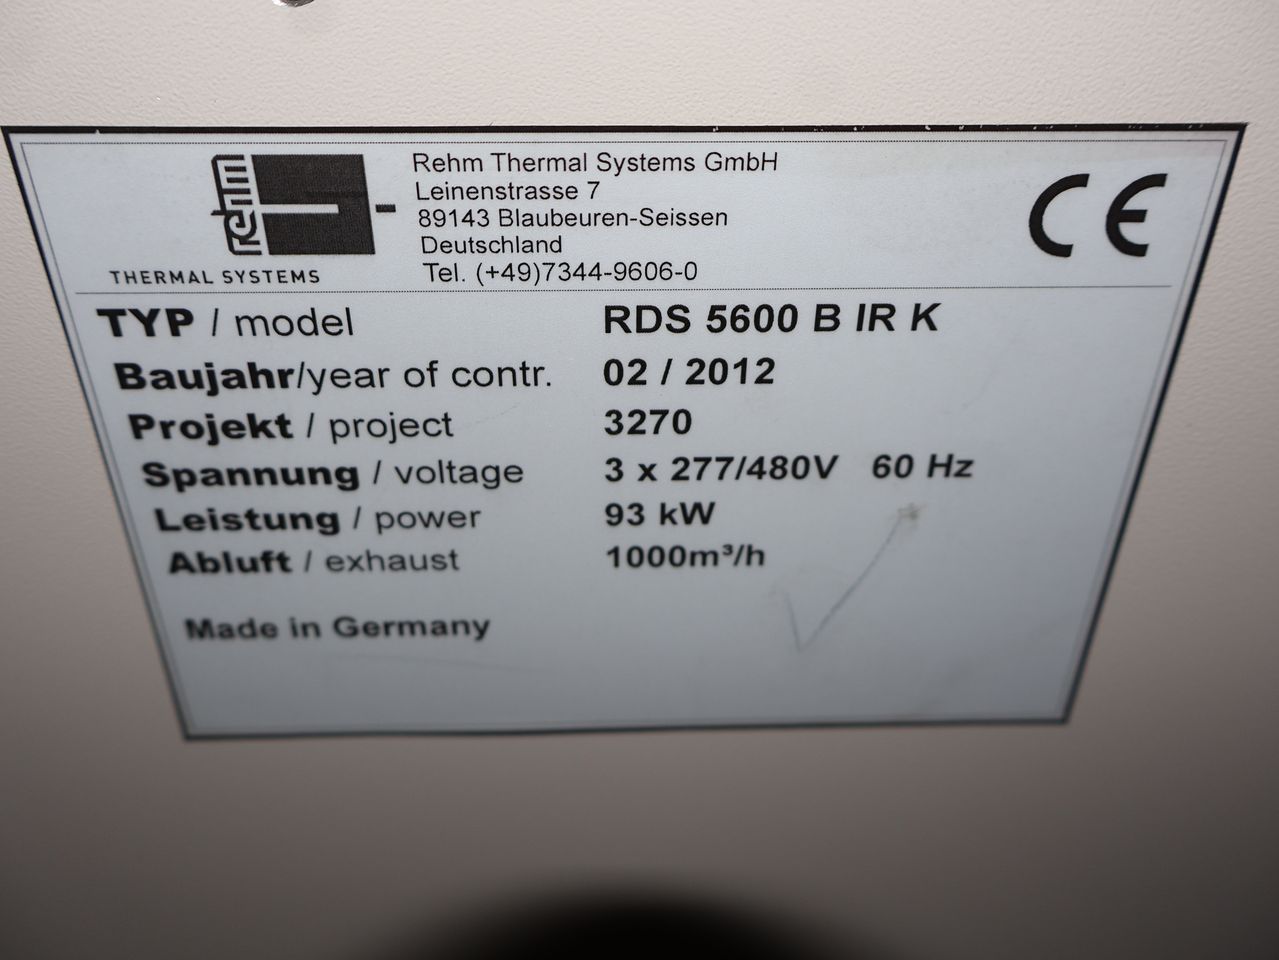 rehm
THERMAL SYSTEMS
Rehm Thermal Systems GmbH
Leinenstrasse 7
89143 Blaubeuren-Seissen
Deutschland
Tel. (+49)7344-9606-0
CE
TYP / model RDS 5600 B IR K
Baujahr/year of contr. 02 / 2012
Projekt / project 3270
Spannung / voltage 3 x 277/480V 60 Hz
Leistung / power 93 kW
Abluft / exhaust 1000m³/h
Made in Germany